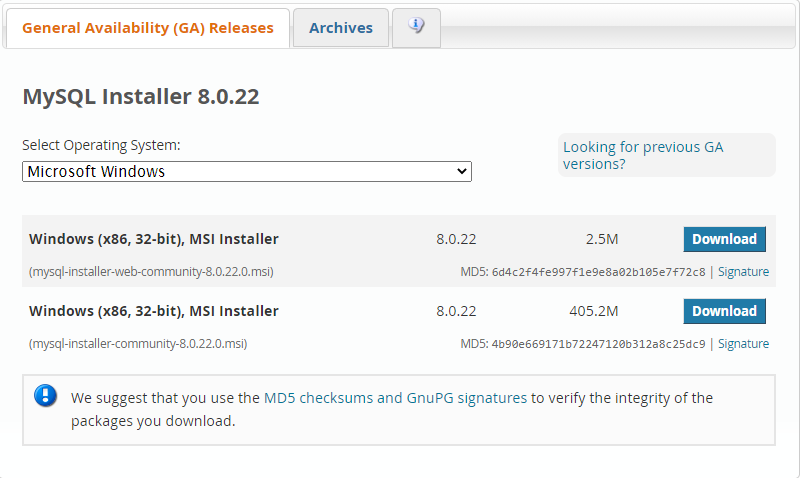 General Availability (GA) Releases
Archives
MySQL Installer 8.0.22
Select Operating System:
Microsoft Windows
Looking for previous GA
versions?
Windows (x86, 32-bit), MSI Installer 8.0.22 2.5M Download
(mysql-installer-web-community-8.0.22.0.msi) MD5: 6d4c2f4fe997f1e9e8a02b105e7f72c8 | Signature
Windows (x86, 32-bit), MSI Installer 8.0.22 405.2M Download
(mysql-installer-community-8.0.22.0.msi) MD5: 4b90e669171b72247120b312a8c25dc9 | Signature
We suggest that you use the MD5 checksums and GnuPG signatures to verify the integrity of the
packages you download.